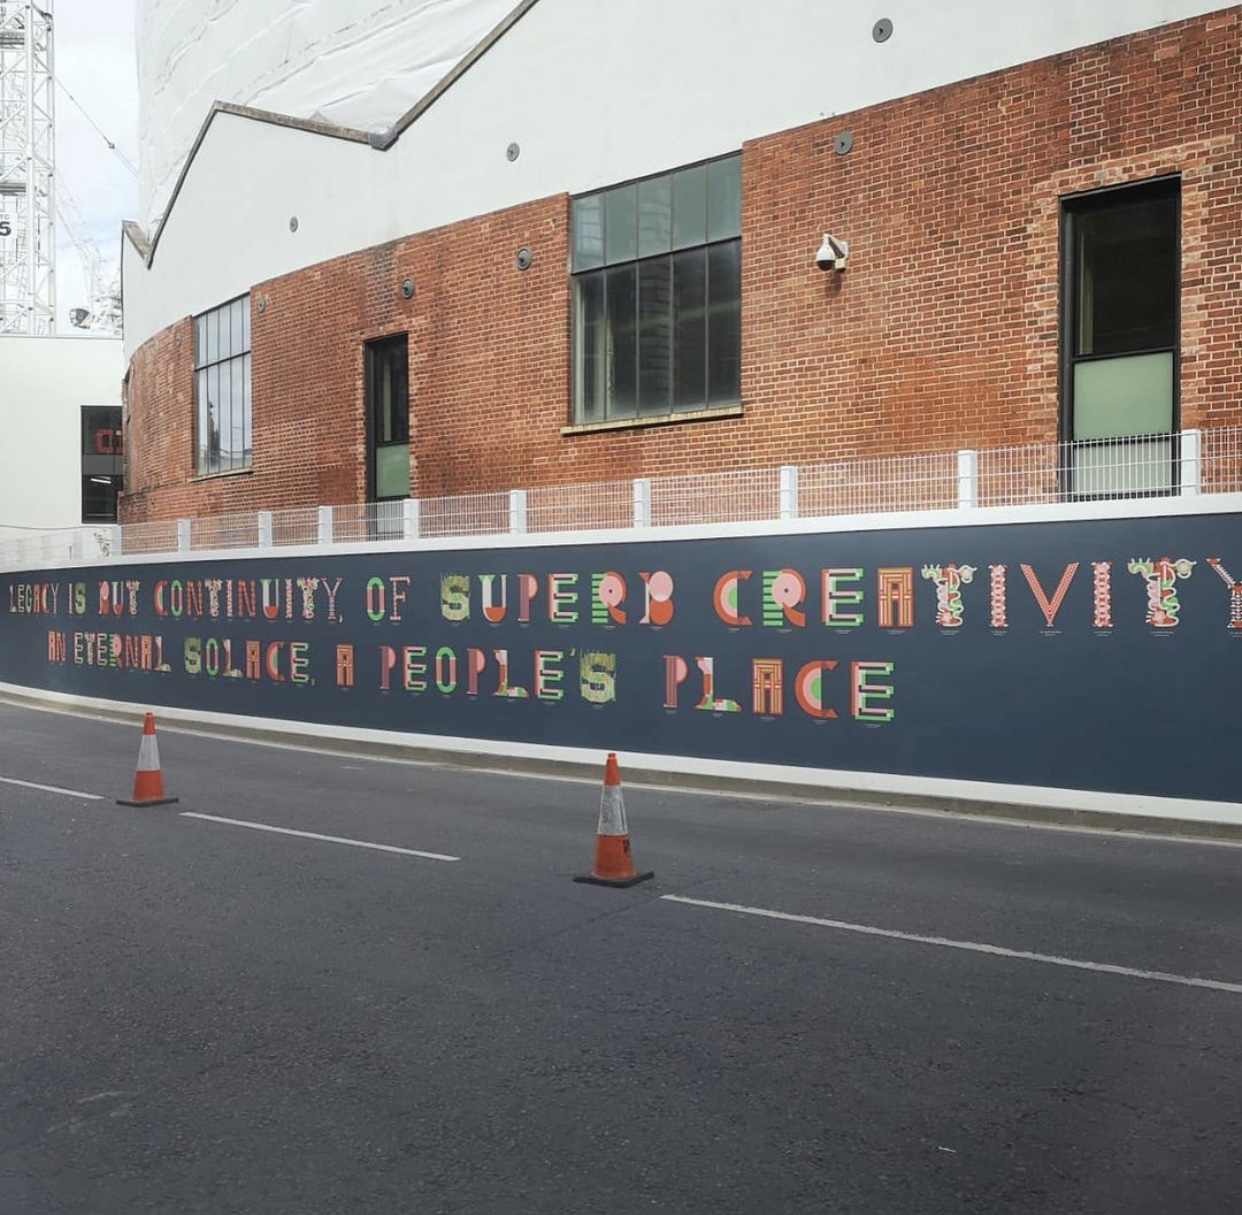 LEGACY IS BUT CONTINUITY, OF SUPERB CREATIVITY
AN ETERNAL SOLACE, A PEOPLE'S PLACE